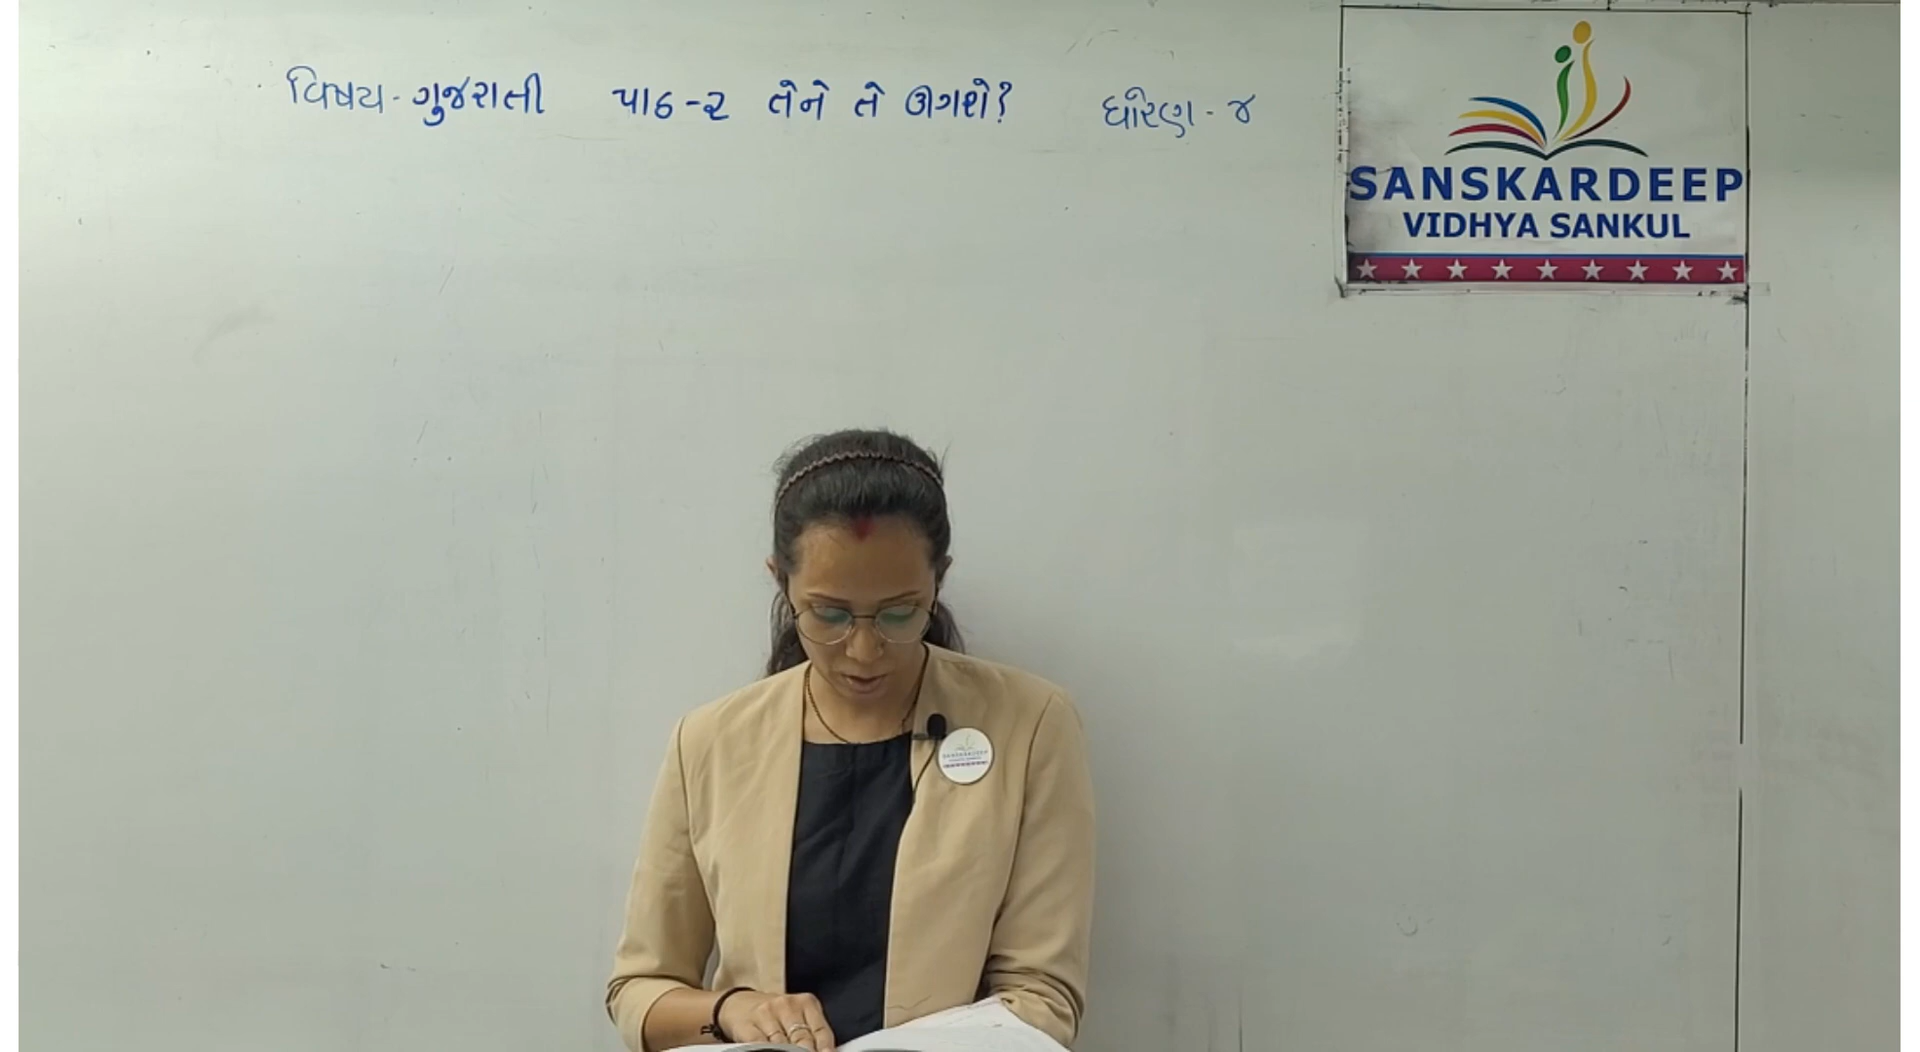 વિષય - ગુજરાતી પાઠ-૨ તેને તે ઊગશે? ધોરણ - ૪
SANSKARDEEP
VIDHYA SANKUL